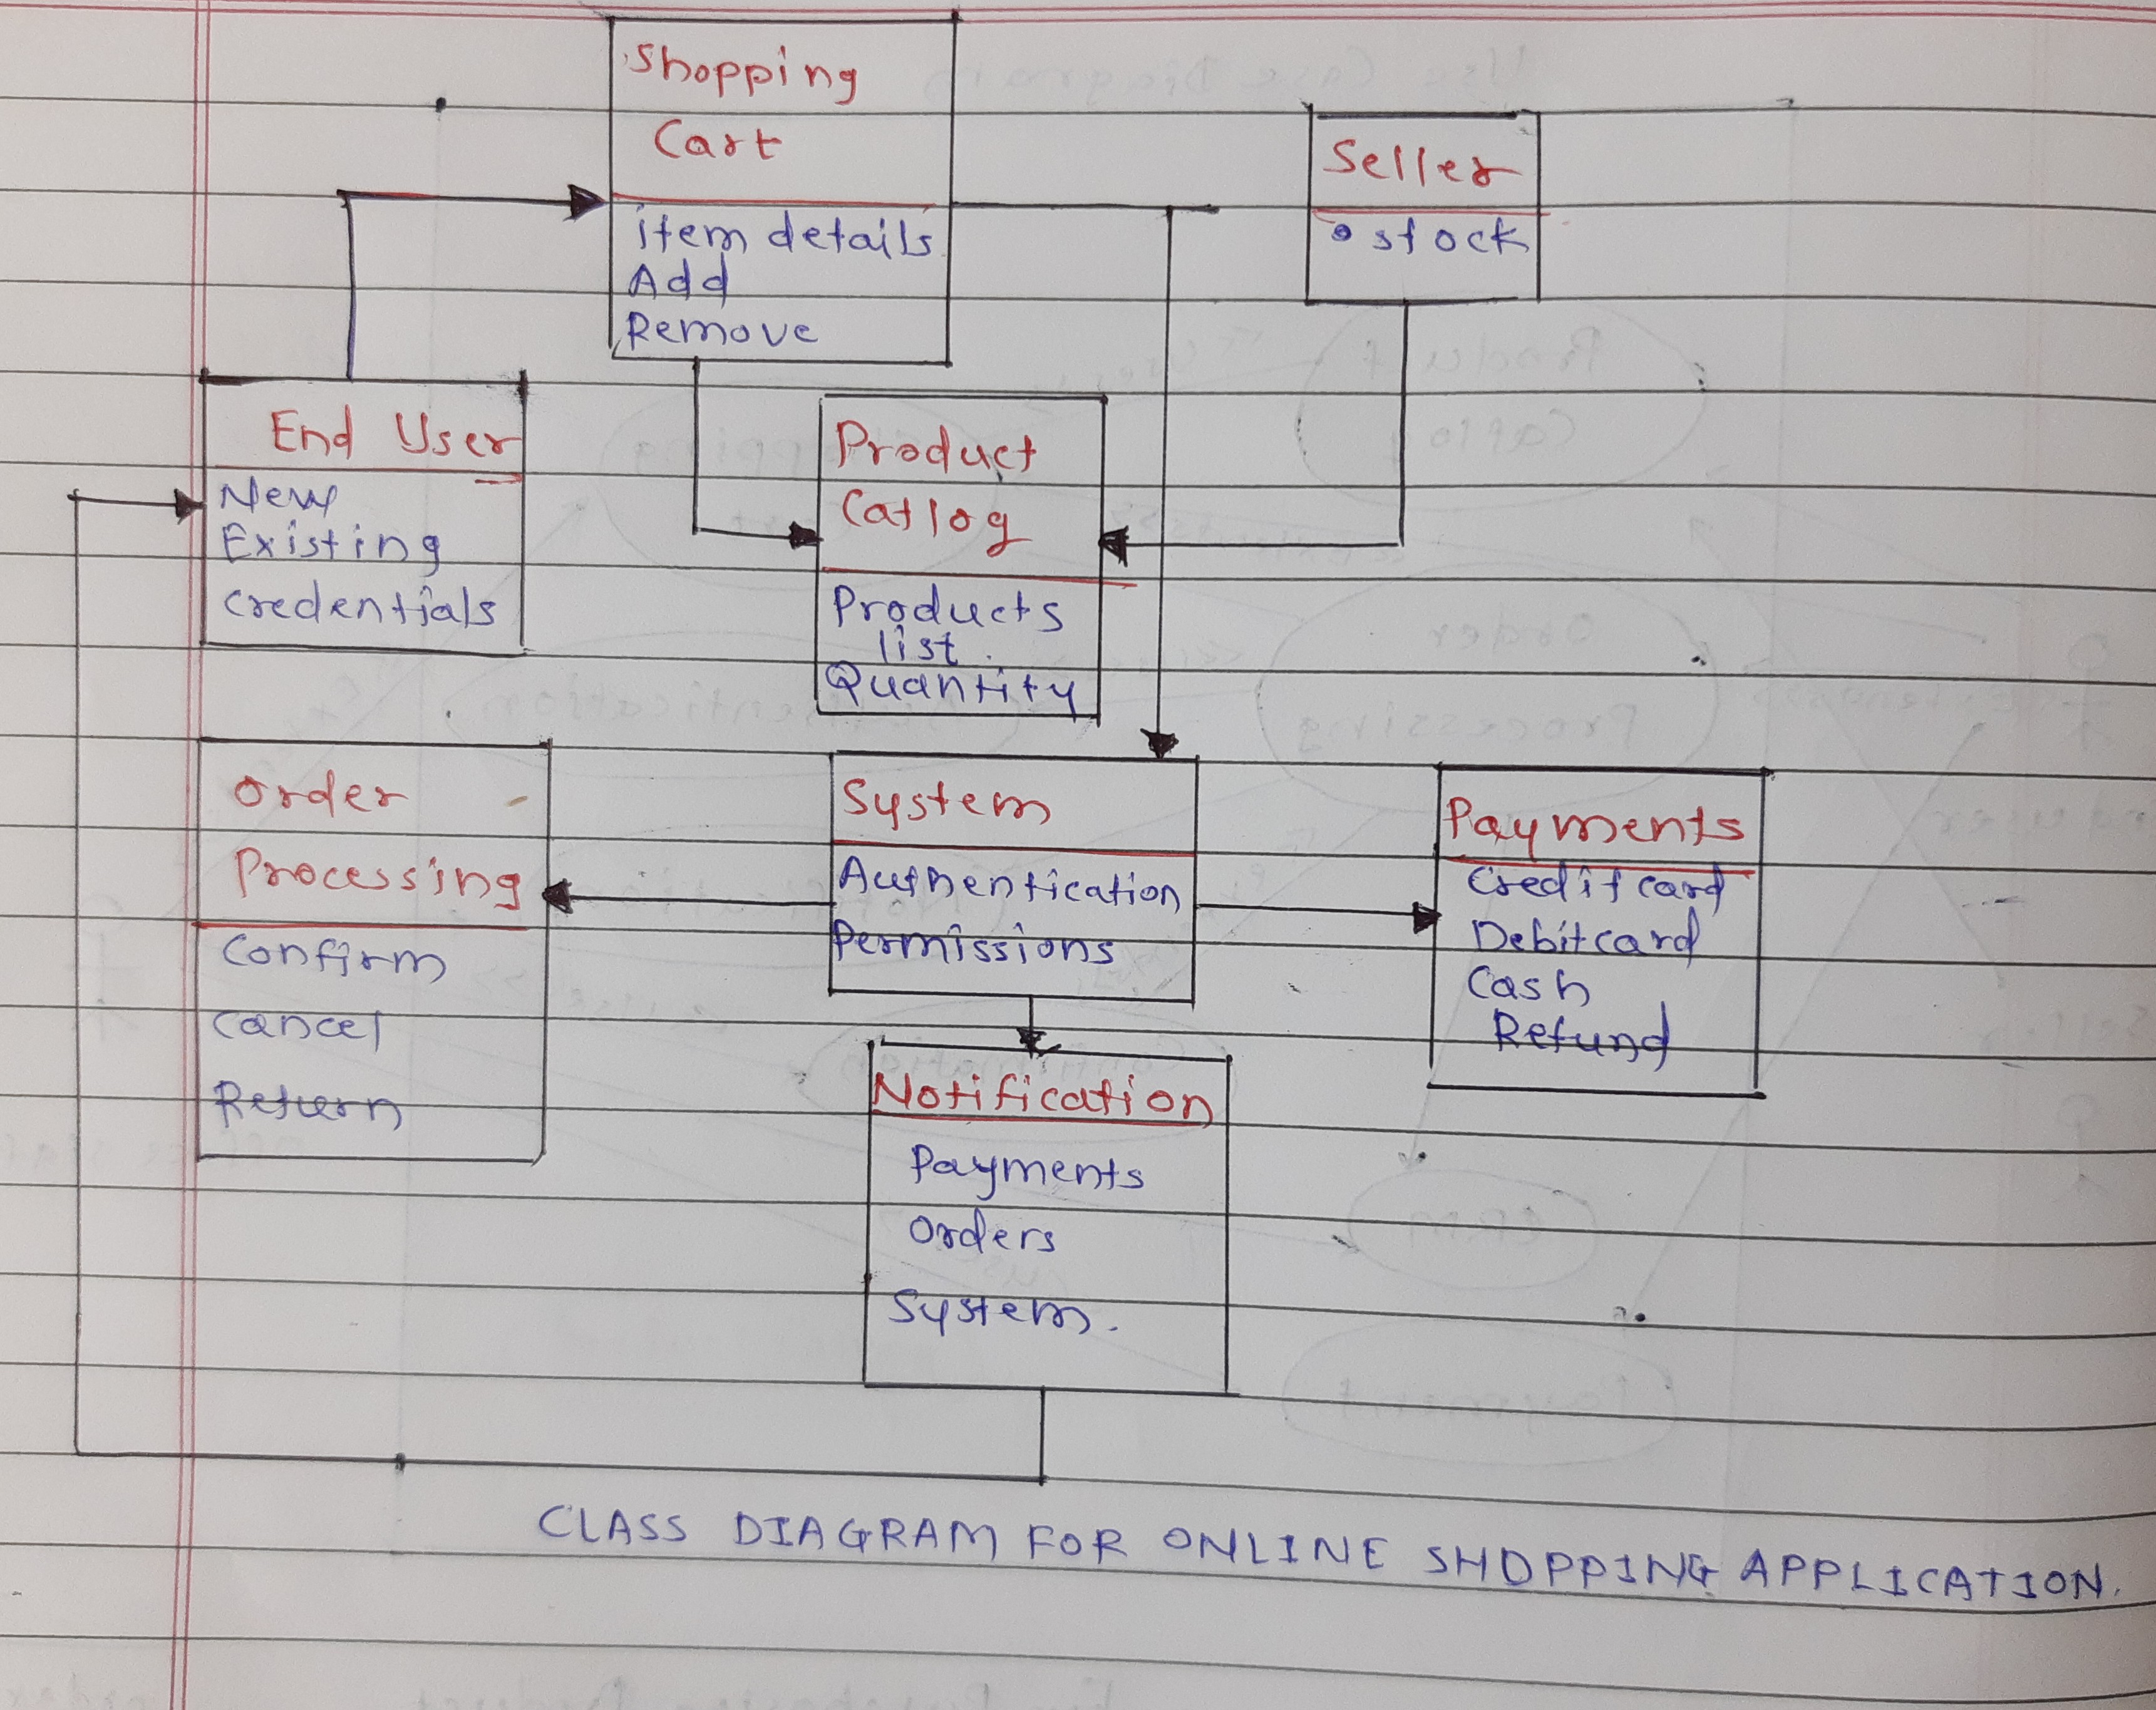 Shopping
Cart
item details
Add
Remove
Seller
stock
End User
New
Existing
credentials
Product
Catlog
Products
list.
Quantity
Order
Processing
Confirm
cancel
Return
System
Authentication
Permissions
Payments
Credit card
Debitcard
Cash
Refund
Notification
Payments
Orders
System.
CLASS DIAGRAM FOR ONLINE SHOPPING APPLICATION.